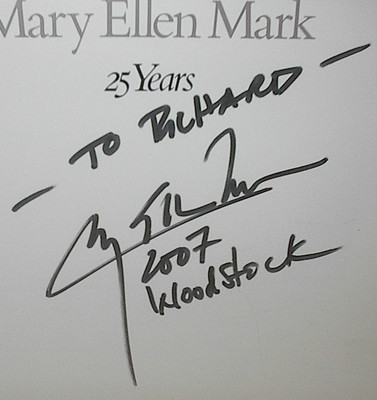 Mary Ellen Mark
25 Years
— TO RICHARD —
2007
Woodstock